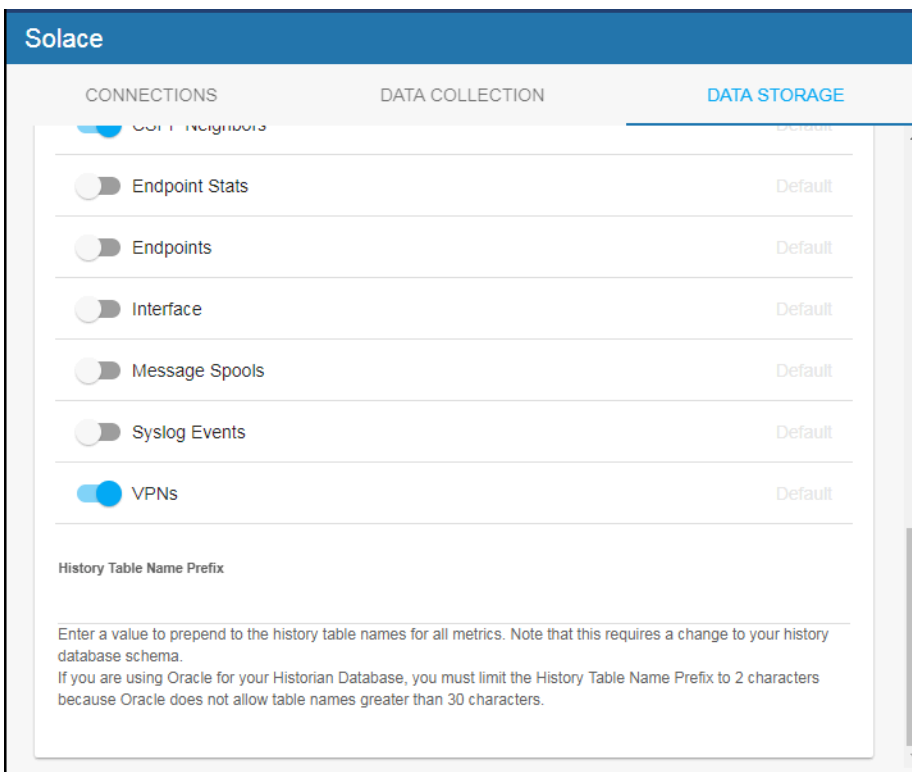 Solace
CONNECTIONS DATA COLLECTION DATA STORAGE
Neighbors Default
Endpoint Stats Default
Endpoints Default
Interface Default
Message Spools Default
Syslog Events Default
VPNs Default
History Table Name Prefix
Enter a value to prepend to the history table names for all metrics. Note that this requires a change to your history
database schema.
If you are using Oracle for your Historian Database, you must limit the History Table Name Prefix to 2 characters
because Oracle does not allow table names greater than 30 characters.